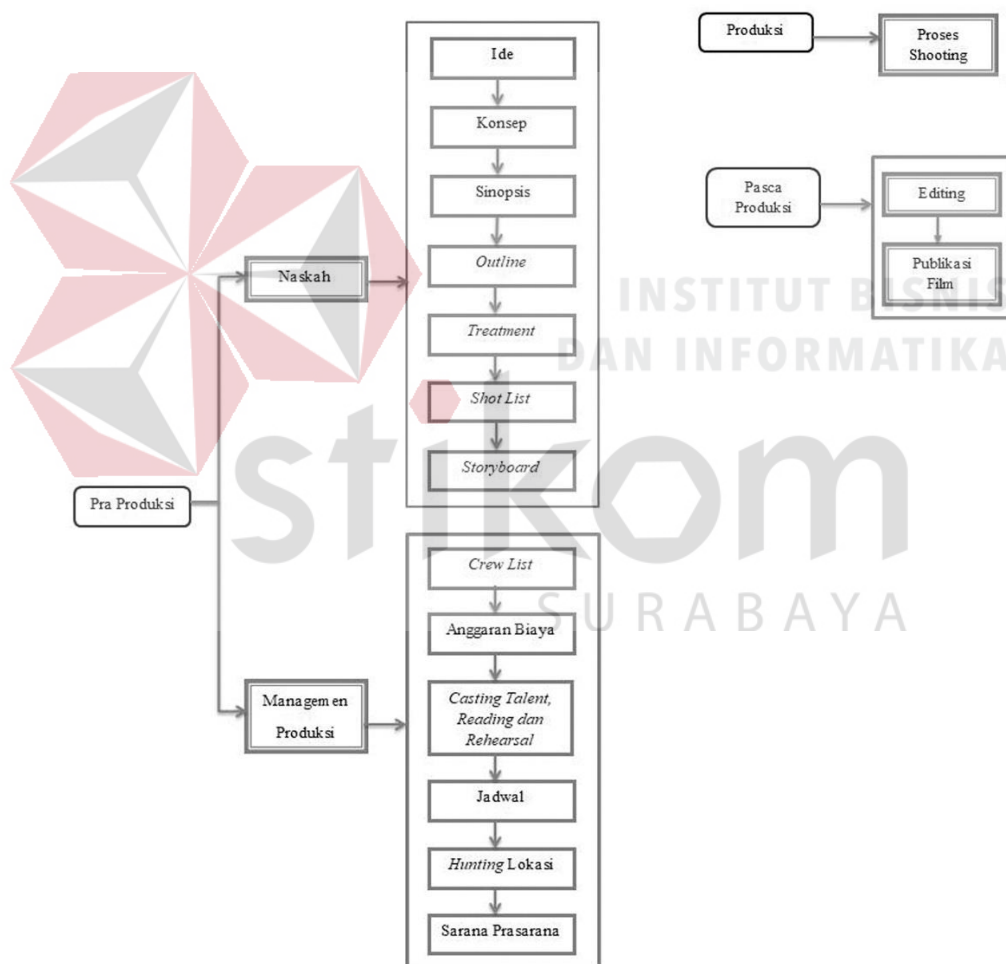 Pra Produksi
Naskah
Ide
Konsep
Sinopsis
Outline
Treatment
Shot List
Storyboard
Managemen
Produksi
Crew List
Anggaran Biaya
Casting Talent,
Reading dan
Rehearsal
Jadwal
Hunting Lokasi
Sarana Prasarana
Produksi
Proses
Shooting
Pasca
Produksi
Editing
Publikasi
Film
INSTITUT BISNIS
DAN INFORMATIKA
stikom
SURABAYA